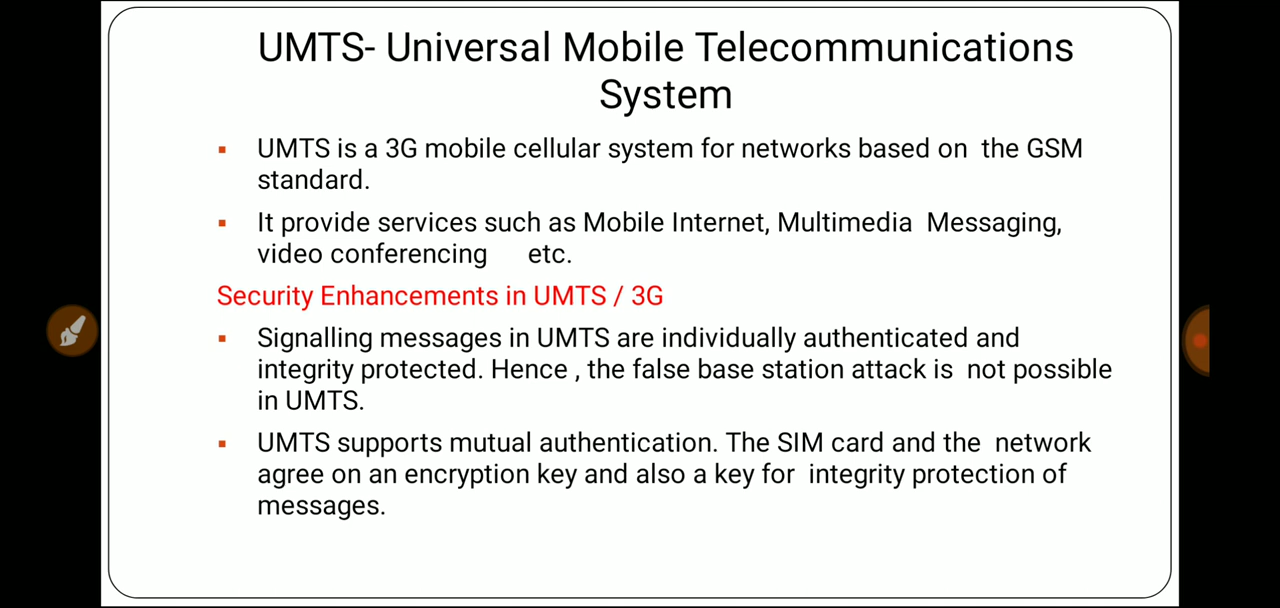 UMTS- Universal Mobile Telecommunications
System
▪ UMTS is a 3G mobile cellular system for networks based on  the GSM
standard.
▪ It provide services such as Mobile Internet, Multimedia  Messaging,
video conferencing    etc.
Security Enhancements in UMTS / 3G
▪ Signalling messages in UMTS are individually authenticated and
integrity protected. Hence , the false base station attack is  not possible
in UMTS.
▪ UMTS supports mutual authentication. The SIM card and the  network
agree on an encryption key and also a key for  integrity protection of
messages.